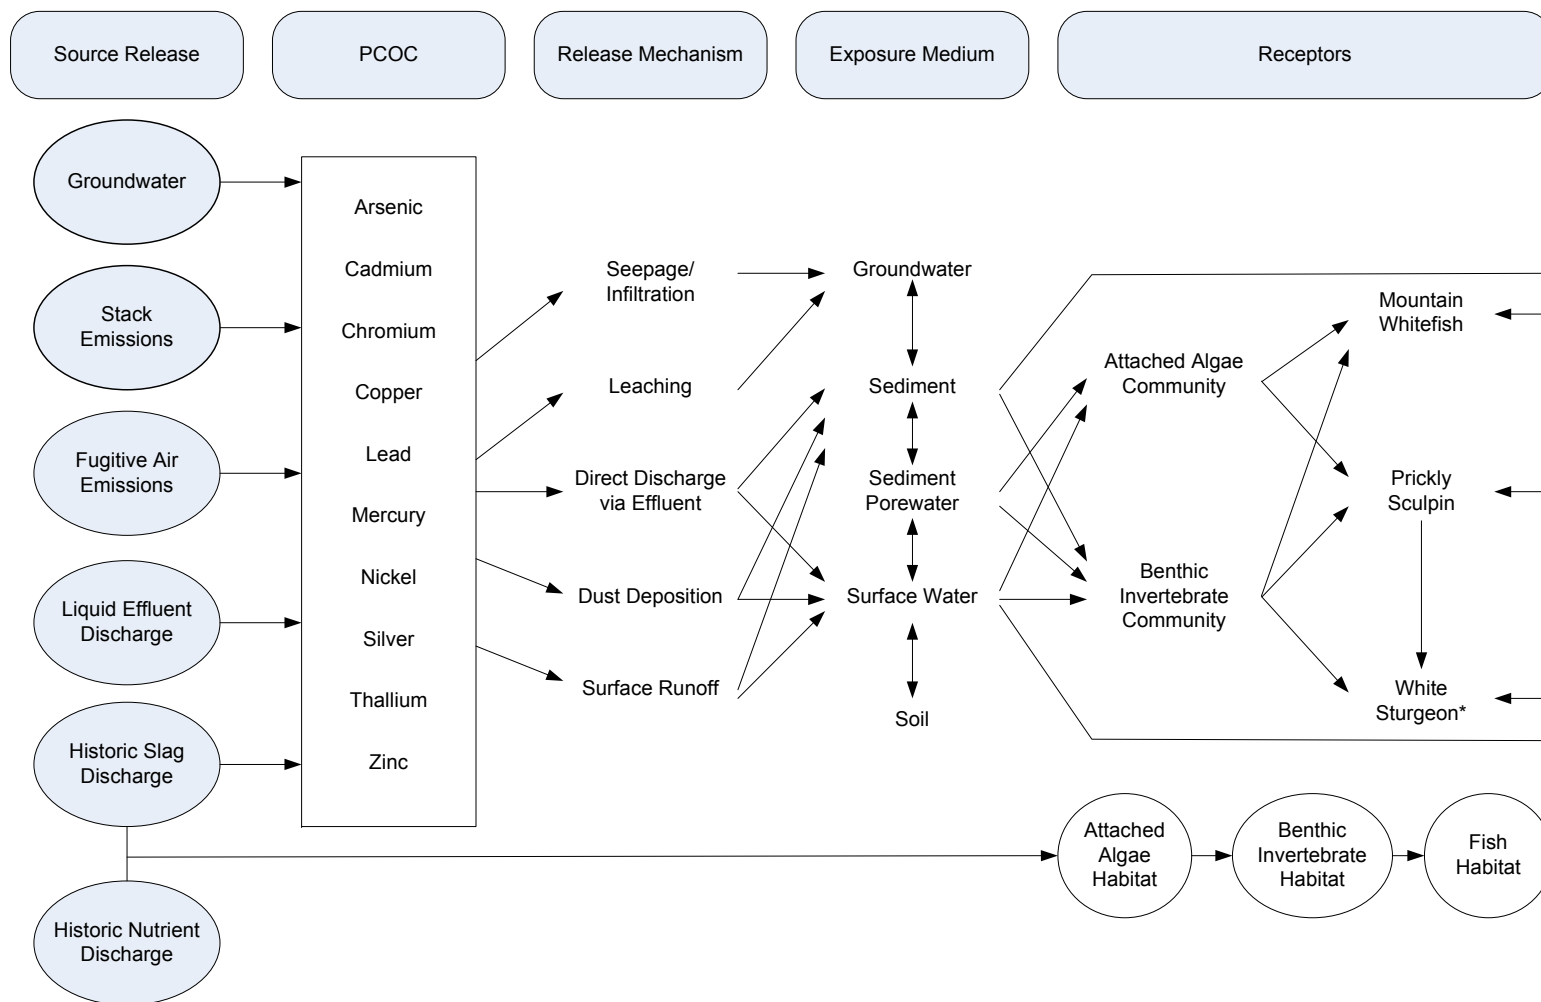 Source Release
PCOC
Release Mechanism
Exposure Medium
Receptors
Groundwater
Stack
Emissions
Fugitive Air
Emissions
Liquid Effluent
Discharge
Historic Slag
Discharge
Historic Nutrient
Discharge
Arsenic
Cadmium
Chromium
Copper
Lead
Mercury
Nickel
Silver
Thallium
Zinc
Seepage/
Infiltration
Leaching
Direct Discharge
via Effluent
Dust Deposition
Surface Runoff
Groundwater
Sediment
Sediment
Porewater
Surface Water
Soil
Attached Algae
Community
Benthic
Invertebrate
Community
Mountain
Whitefish
Prickly
Sculpin
White
Sturgeon*
Attached
Algae
Habitat
Benthic
Invertebrate
Habitat
Fish
Habitat